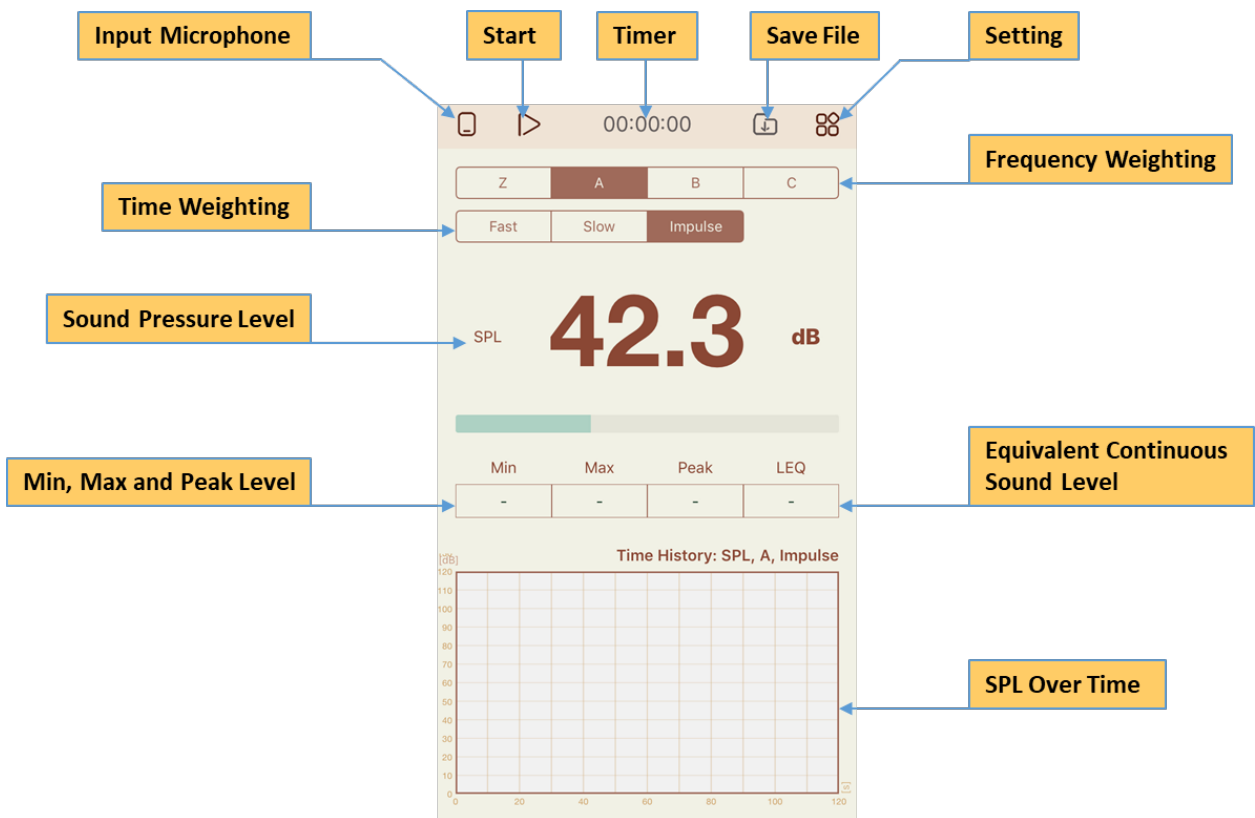 Input Microphone
Start
Timer
Save File
Setting
00:00:00
Frequency Weighting
Z A B C
Time Weighting
Fast Slow Impulse
Sound Pressure Level
SPL 42.3 dB
Equivalent Continuous
Sound Level
Min, Max and Peak Level
Min Max Peak LEQ
- - - -
Time History: SPL, A, Impulse
[dB]
120
110
100
90
80
70
60
50
40
30
20
10
0
SPL Over Time
[s]
0 20 40 60 80 100 120